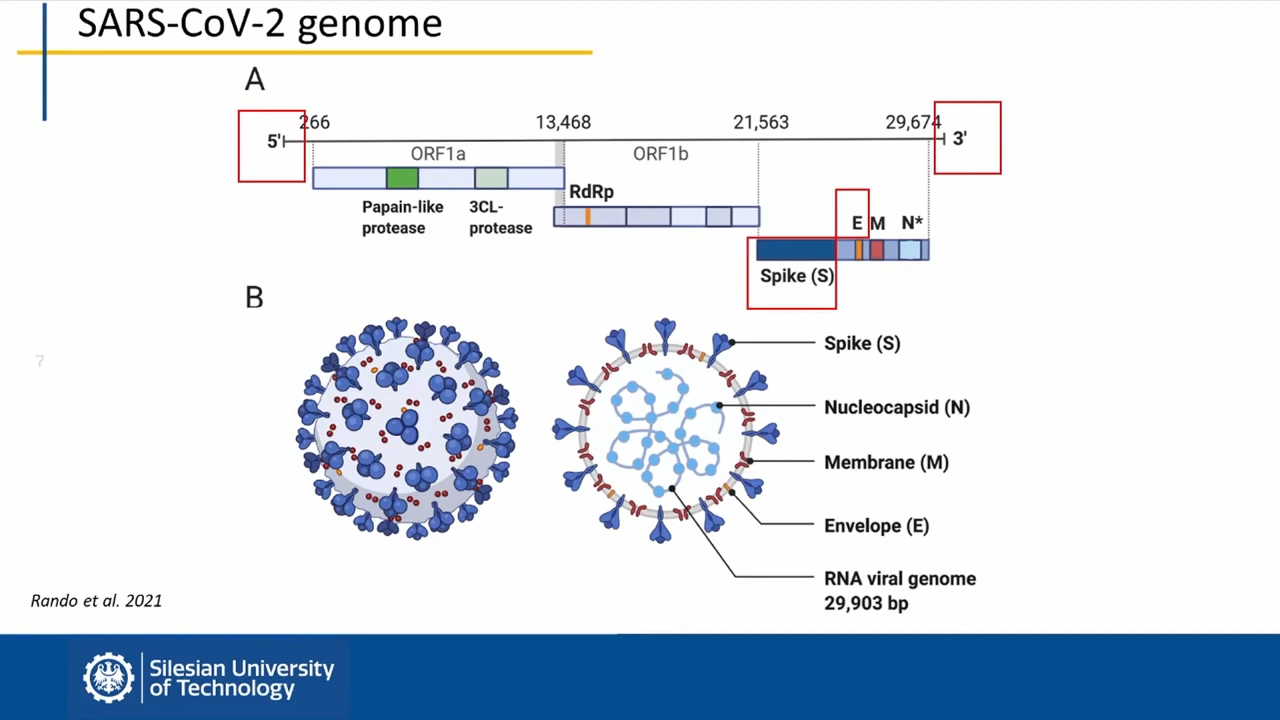 SARS-CoV-2 genome
A
266 13,468 21,563 29,674
5' 3'
ORF1a ORF1b
RdRp
Papain-like
protease
3CL-
protease
E M N*
Spike (S)
B
Spike (S)
7
Nucleocapsid (N)
Membrane (M)
Envelope (E)
RNA viral genome
29,903 bp
Rando et al. 2021
Silesian University
of Technology